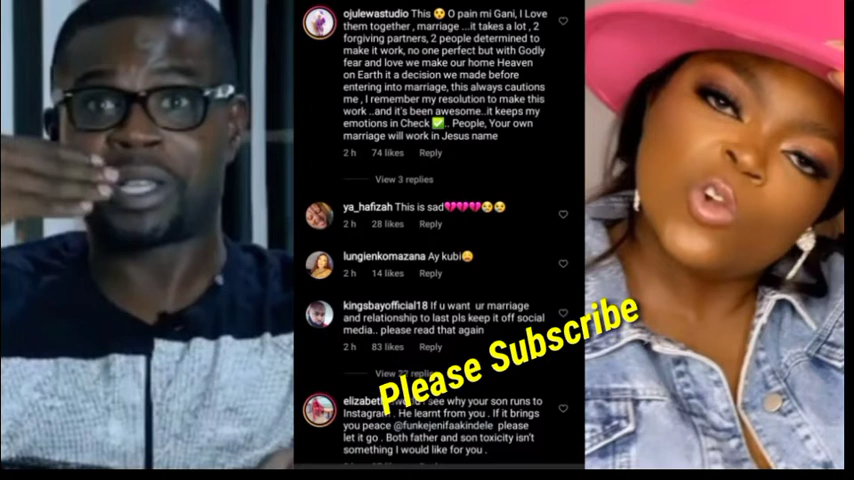 ojulewastudio This 😢 O pain mi Gani, I Love
them together , marriage ...it takes a lot , 2
forgiving partners, 2 people determined to
make it work, no one perfect but with Godly
fear and love we make our home Heaven
on Earth it a decision we made before
entering into marriage, this always cautions
me , I remember my resolution to make this
work ..and it's been awesome..it keeps my
emotions in Check ✅.. People, Your own
marriage will work in Jesus name
2 h 74 likes Reply
View 3 replies
ya_hafizah This is sad💔💔💔😭😭
2 h 28 likes Reply
lungienkomazana Ay kubi😩
2 h 14 likes Reply
kingsbayofficial18 If u want ur marriage
and relationship to last pls keep it off social
media.. please read that again
2 h 83 likes Reply
View replies
Please Subscribe
see why your son runs to
Instagram . He learnt from you . If it brings
you peace @funkejenifaakindele please
let it go . Both father and son toxicity isn't
something I would like for you .